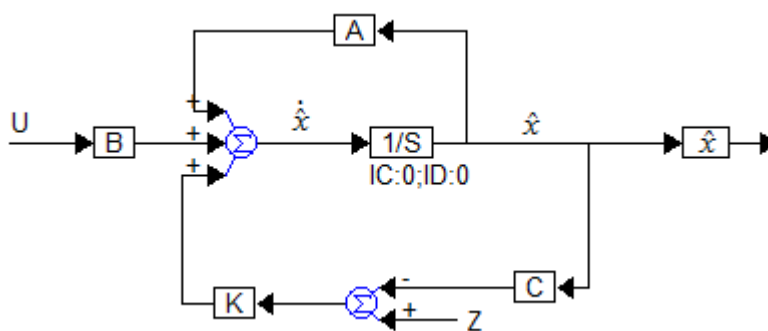 A
+
U
B
+
Σ
x̂̇
1/S
x̂
x̂
+
IC:0;ID:0
K
Σ
-
C
+
Z